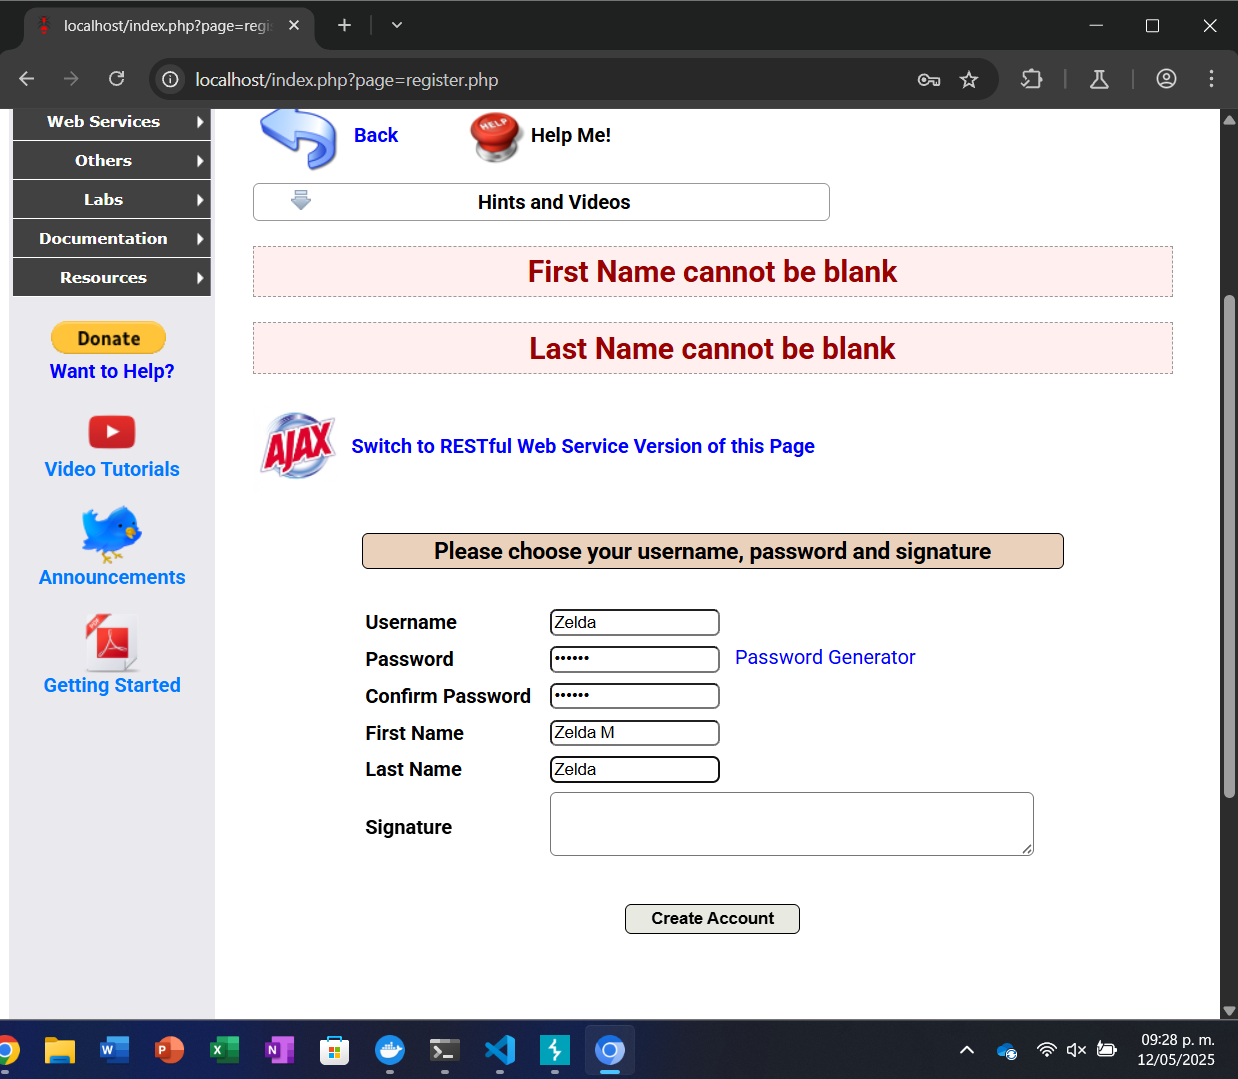 localhost/index.php?page=regi
localhost/index.php?page=register.php
Web Services
Others
Labs
Documentation
Resources
Donate
Want to Help?
Video Tutorials
Announcements
PDF
Getting Started
Back
HELP
Help Me!
Hints and Videos
First Name cannot be blank
Last Name cannot be blank
AJAX
Switch to RESTful Web Service Version of this Page
Please choose your username, password and signature
Username
Zelda
Password
••••••
Password Generator
Confirm Password
••••••
First Name
Zelda M
Last Name
Zelda
Signature
Create Account
09:28 p. m.
12/05/2025